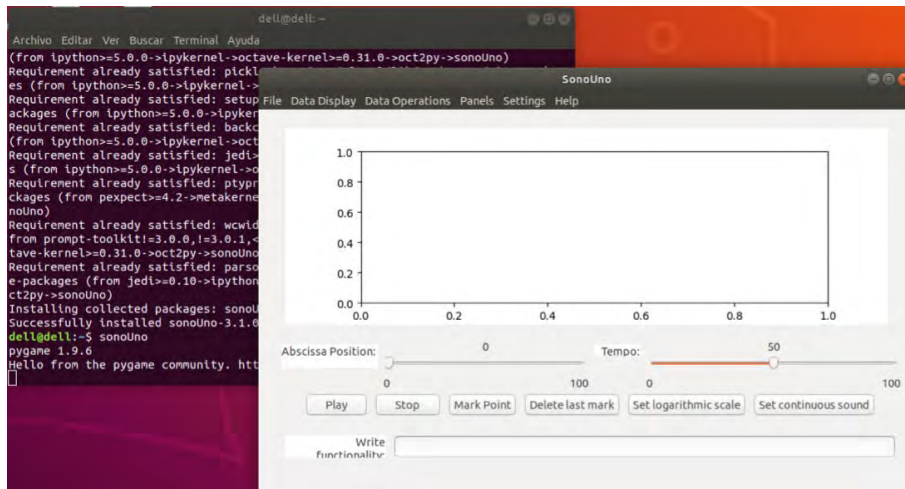 dell@dell: ~
Archivo Editar Ver Buscar Terminal Ayuda
(from ipython>=5.0.0->ipykernel->octave-kernel>=0.31.0->oct2py->sonoUno)
Requirement already satisfied: pickl
es (from ipython>=5.0.0->ipykernel->
Requirement already satisfied: setup
ackages (from ipython>=5.0.0->ipyker
Requirement already satisfied: backc
(from ipython>=5.0.0->ipykernel->oct
Requirement already satisfied: jedi>
s (from ipython>=5.0.0->ipykernel->o
Requirement already satisfied: ptypr
ckages (from pexpect>=4.2->metakerne
noUno)
Requirement already satisfied: wcwid
from prompt-toolkit!=3.0.0,!=3.0.1,<
tave-kernel>=0.31.0->oct2py->sonoUno
Requirement already satisfied: parso
e-packages (from jedi>=0.10->ipython
ct2py->sonoUno)
Installing collected packages: sonoU
Successfully installed sonoUno-3.1.0
dell@dell:~$ sonoUno
pygame 1.9.6
Hello from the pygame community. htt
SonoUno
File Data Display Data Operations Panels Settings Help
1.0
0.8
0.6
0.4
0.2
0.0
0.0 0.2 0.4 0.6 0.8 1.0
Abscissa Position: 0 Tempo: 50
0 100 0 100
Play Stop Mark Point Delete last mark Set logarithmic scale Set continuous sound
Write
functionality: